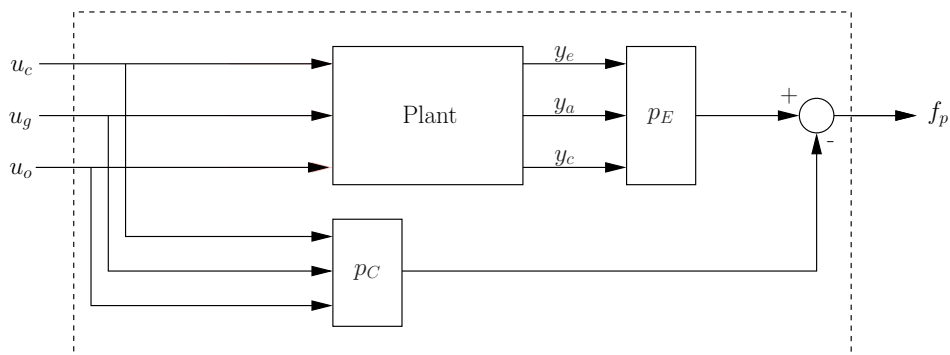 u_c
u_g
u_o
Plant
y_e
y_a
y_c
p_E
+
-
f_p
p_C